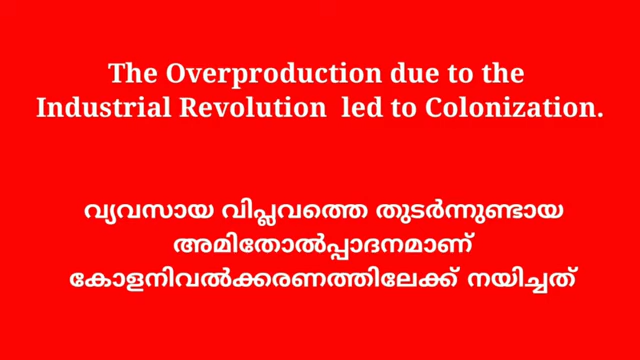 The Overproduction due to the
Industrial Revolution led to Colonization.
വ്യവസായ വിപ്ലവത്തെ തുടർന്നുണ്ടായ
അമിതോൽപ്പാദനമാണ്
കോളനിവൽക്കരണത്തിലേക്ക് നയിച്ചത്